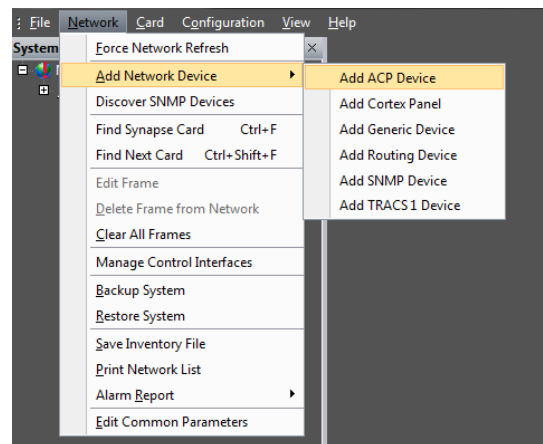 File Network Card Configuration View Help
System
Force Network Refresh
Add Network Device
Add ACP Device
Discover SNMP Devices
Add Cortex Panel
Find Synapse Card Ctrl+F
Add Generic Device
Find Next Card Ctrl+Shift+F
Add Routing Device
Edit Frame
Add SNMP Device
Delete Frame from Network
Add TRACS1 Device
Clear All Frames
Manage Control Interfaces
Backup System
Restore System
Save Inventory File
Print Network List
Alarm Report
Edit Common Parameters